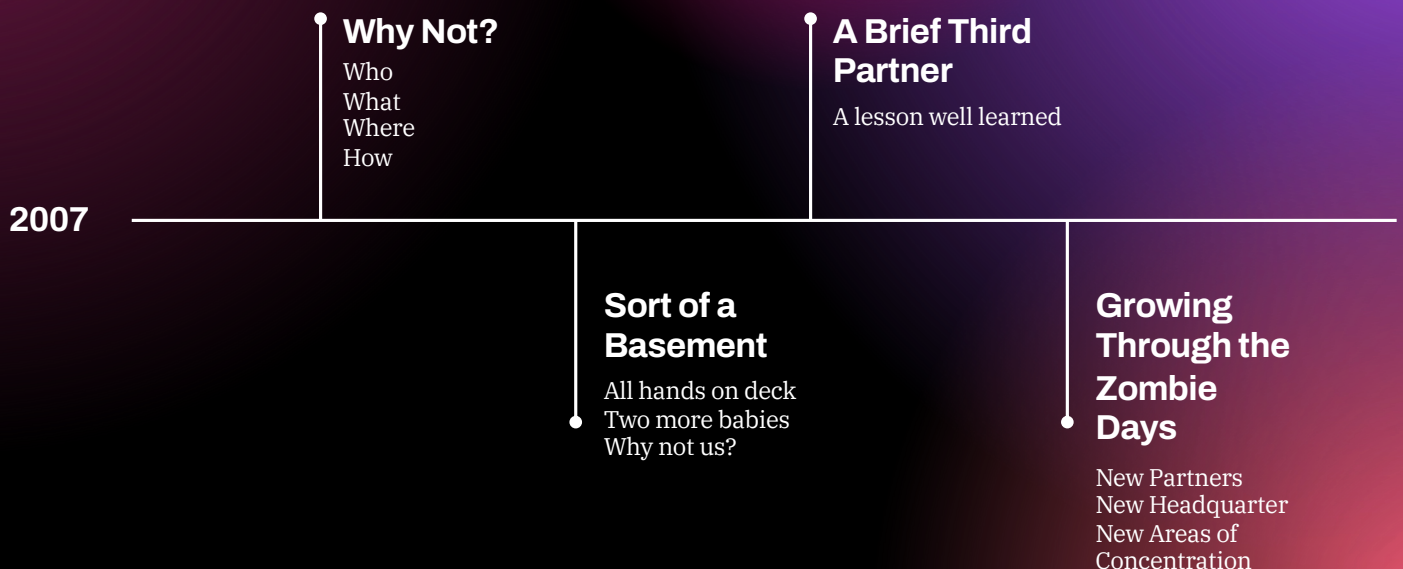 Why Not?
Who
What
Where
How
A Brief Third
Partner
A lesson well learned
2007
Sort of a
Basement
All hands on deck
Two more babies
Why not us?
Growing
Through the
Zombie
Days
New Partners
New Headquarter
New Areas of
Concentration